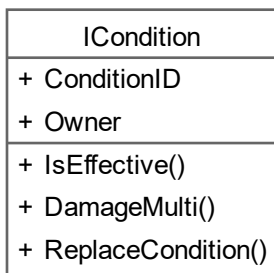 ICondition
+ ConditionID
+ Owner
+ IsEffective()
+ DamageMulti()
+ ReplaceCondition()